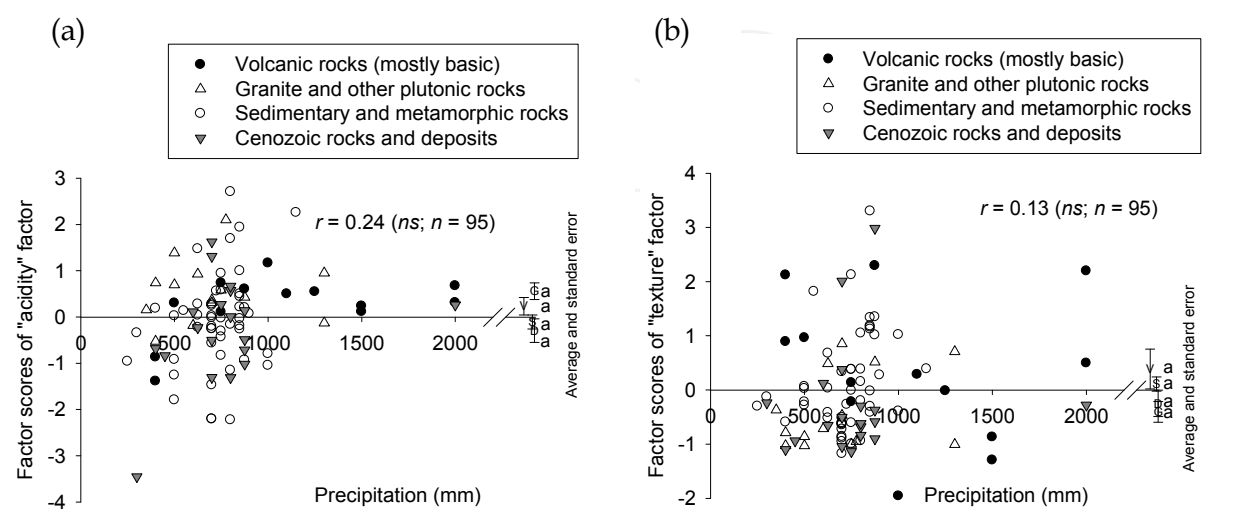 (a)
Volcanic rocks (mostly basic)
Granite and other plutonic rocks
Sedimentary and metamorphic rocks
Cenozoic rocks and deposits
Factor scores of "acidity" factor
3
2
1
0
-1
-2
-3
-4
0 500 1000 1500 2000
r = 0.24 (ns; n = 95)
Precipitation (mm)
a
a
a
a
Average and standard error
(b)
Volcanic rocks (mostly basic)
Granite and other plutonic rocks
Sedimentary and metamorphic rocks
Cenozoic rocks and deposits
Factor scores of "texture" factor
4
3
2
1
0
-1
-2
0 500 1000 1500 2000
r = 0.13 (ns; n = 95)
Precipitation (mm)
a
a
a
a
Average and standard error